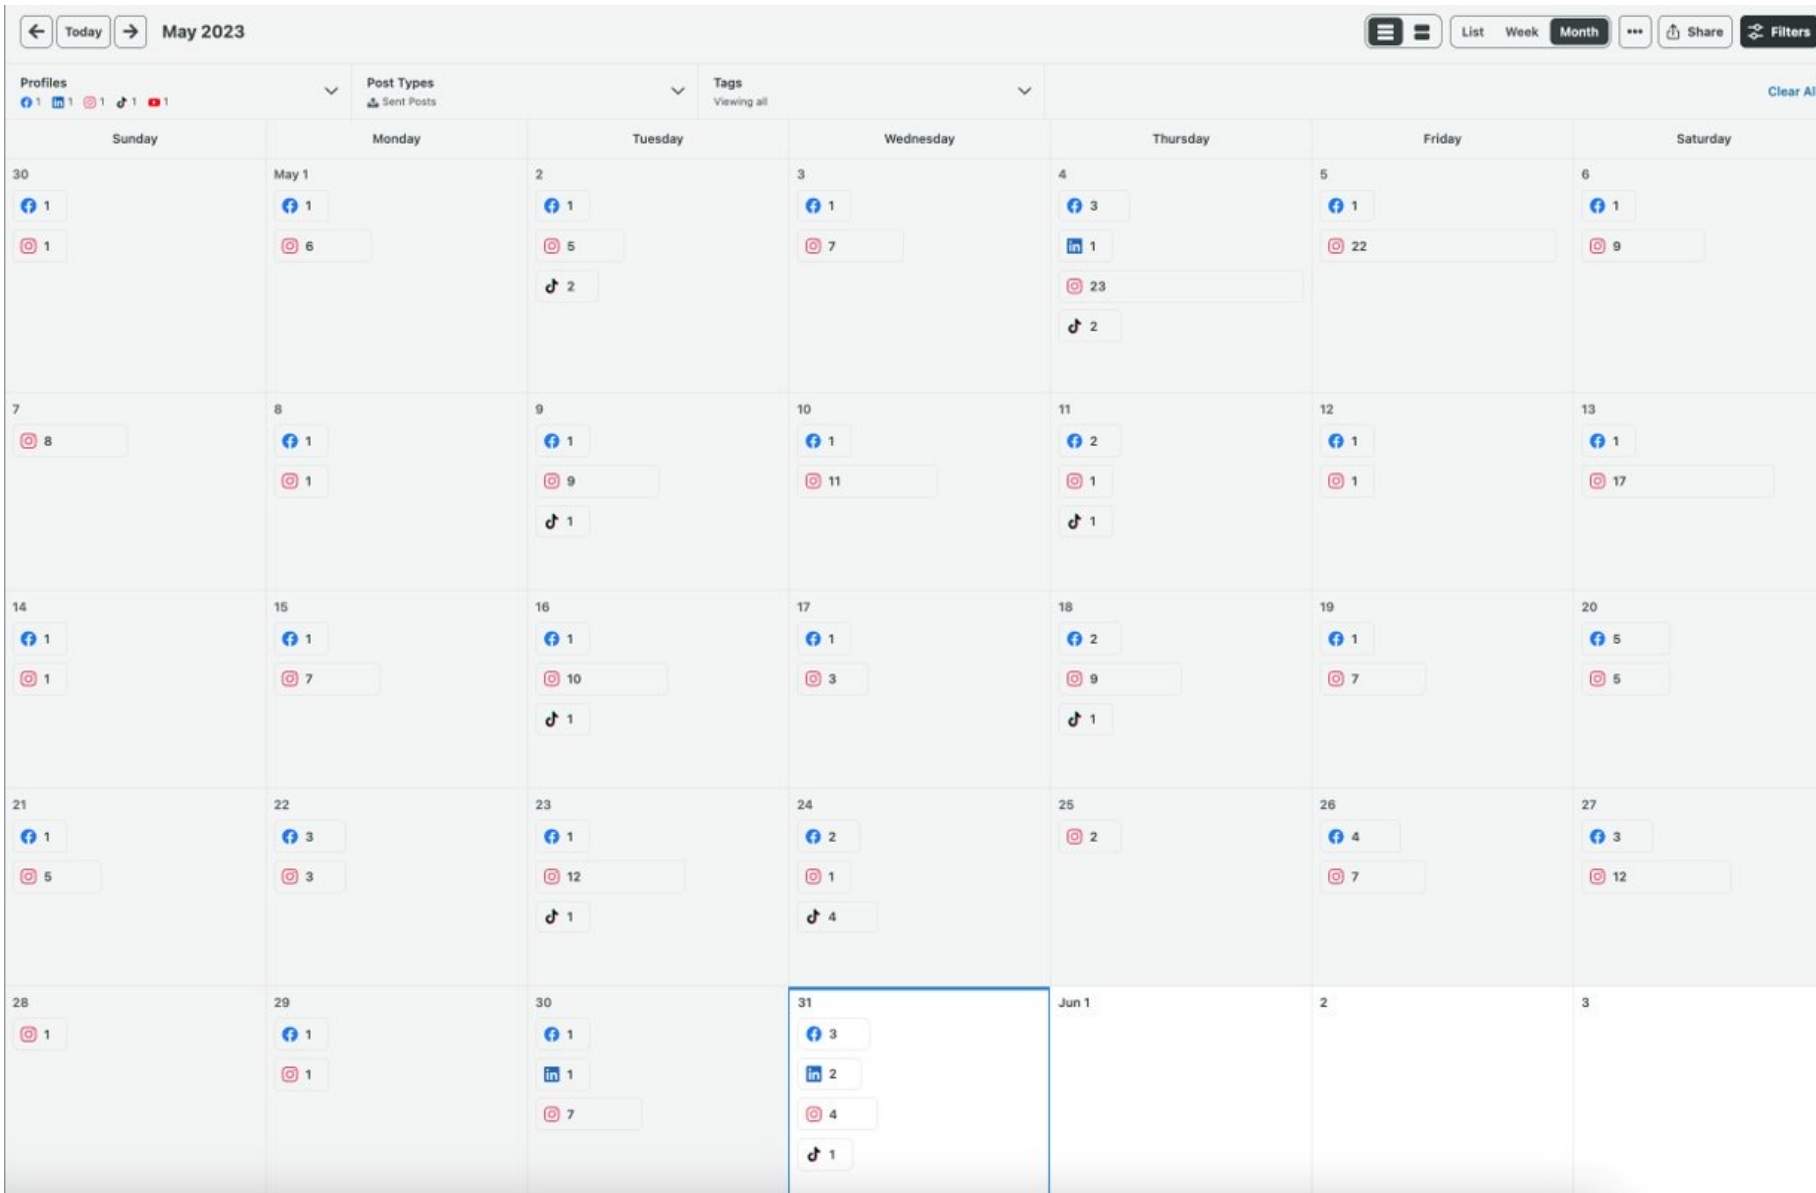 Today May 2023 List Week Month ••• Share Filters
Profiles Post Types Tags Clear Al
1 in 1 1 1 1 Sent Posts Viewing all
Sunday Monday Tuesday Wednesday Thursday Friday Saturday
30 May 1 2 3 4 5 6
1 1 1 1 3 1 1
1 6 5 7 in 1 22 9
2 23
2
7 8 9 10 11 12 13
8 1 1 1 2 1 1
1 9 11 1 1 17
1 1
14 15 16 17 18 19 20
1 1 1 1 2 1 5
1 7 10 3 9 7 5
1 1
21 22 23 24 25 26 27
1 3 1 2 2 4 3
5 3 12 1 7 12
1 4
28 29 30 31 Jun 1 2 3
1 1 1 3
1 in 1 in 2
7 4
1